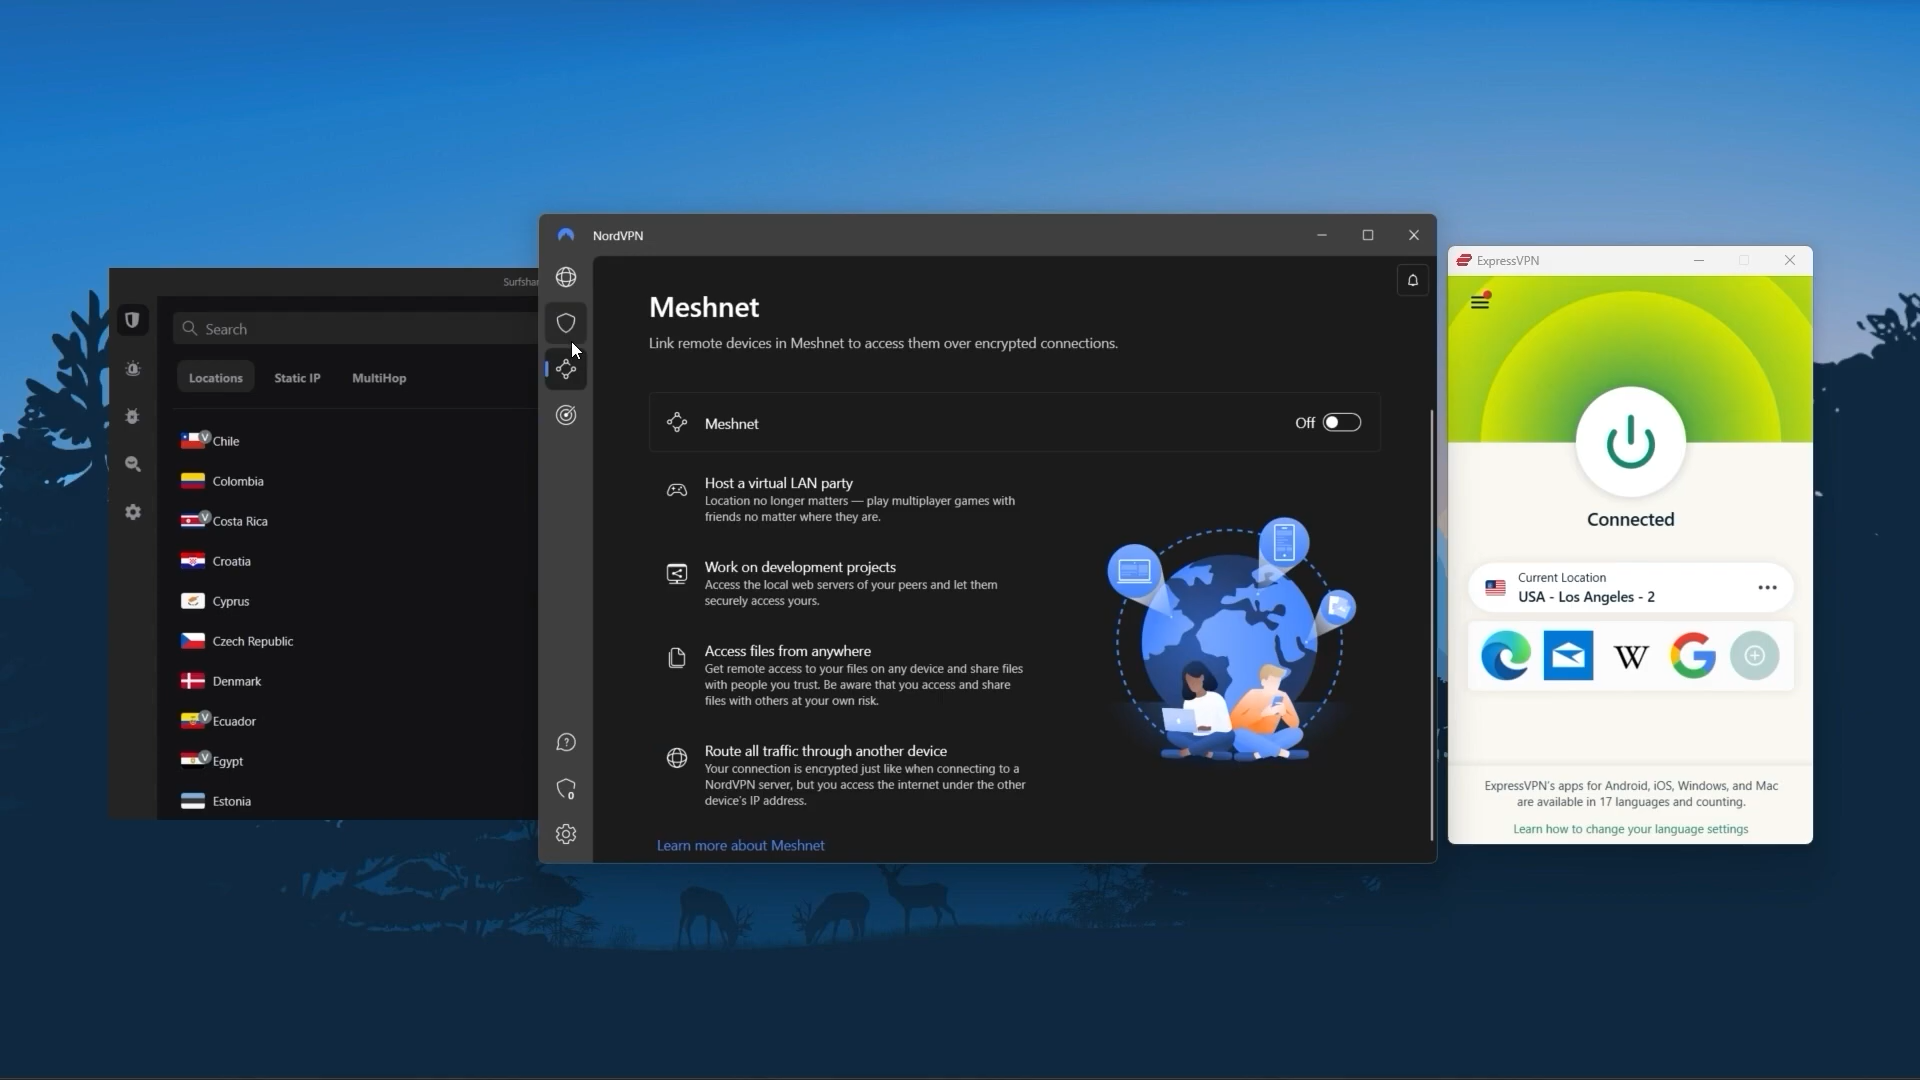 Surfshar
Search
Locations
Static IP
MultiHop
V Chile
Colombia
V Costa Rica
Croatia
Cyprus
Czech Republic
Denmark
V Ecuador
V Egypt
Estonia
NordVPN
Meshnet
Link remote devices in Meshnet to access them over encrypted connections.
Meshnet
Off
Host a virtual LAN party
Location no longer matters — play multiplayer games with
friends no matter where they are.
Work on development projects
Access the local web servers of your peers and let them
securely access yours.
Access files from anywhere
Get remote access to your files on any device and share files
with people you trust. Be aware that you access and share
files with others at your own risk.
Route all traffic through another device
Your connection is encrypted just like when connecting to a
NordVPN server, but you access the internet under the other
device's IP address.
Learn more about Meshnet
0
ExpressVPN
Connected
Current Location
USA - Los Angeles - 2
W
G
ExpressVPN's apps for Android, iOS, Windows, and Mac
are available in 17 languages and counting.
Learn how to change your language settings